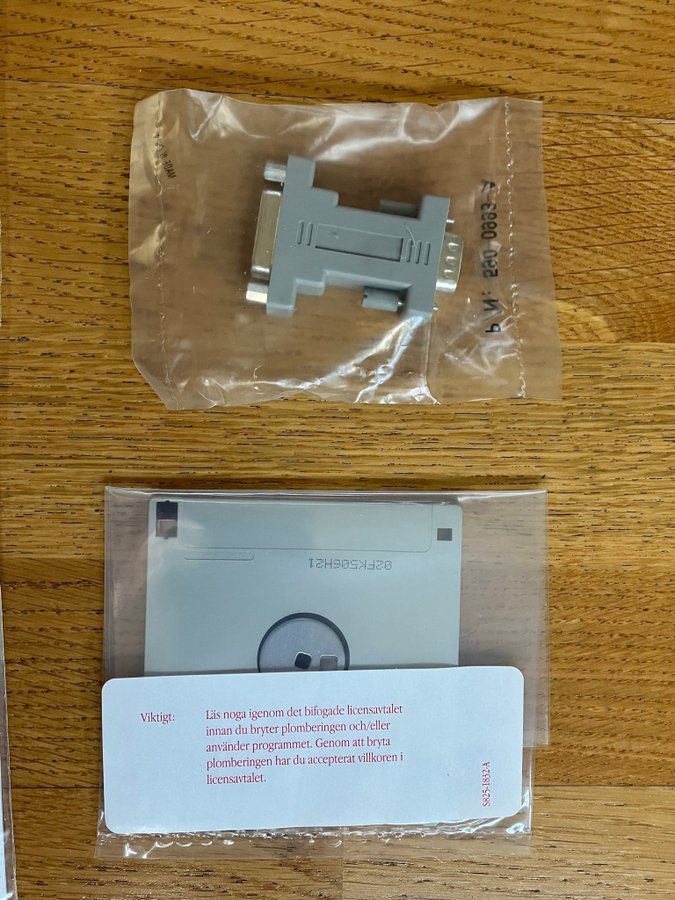 P/N: 590-0663-A
02FK506H21
Viktigt:
Läs noga igenom det bifogade licensavtalet
innan du bryter plomberingen och/eller
använder programmet. Genom att bryta
plomberingen har du accepterat villkoren i
licensavtalet.
S825-1832-A